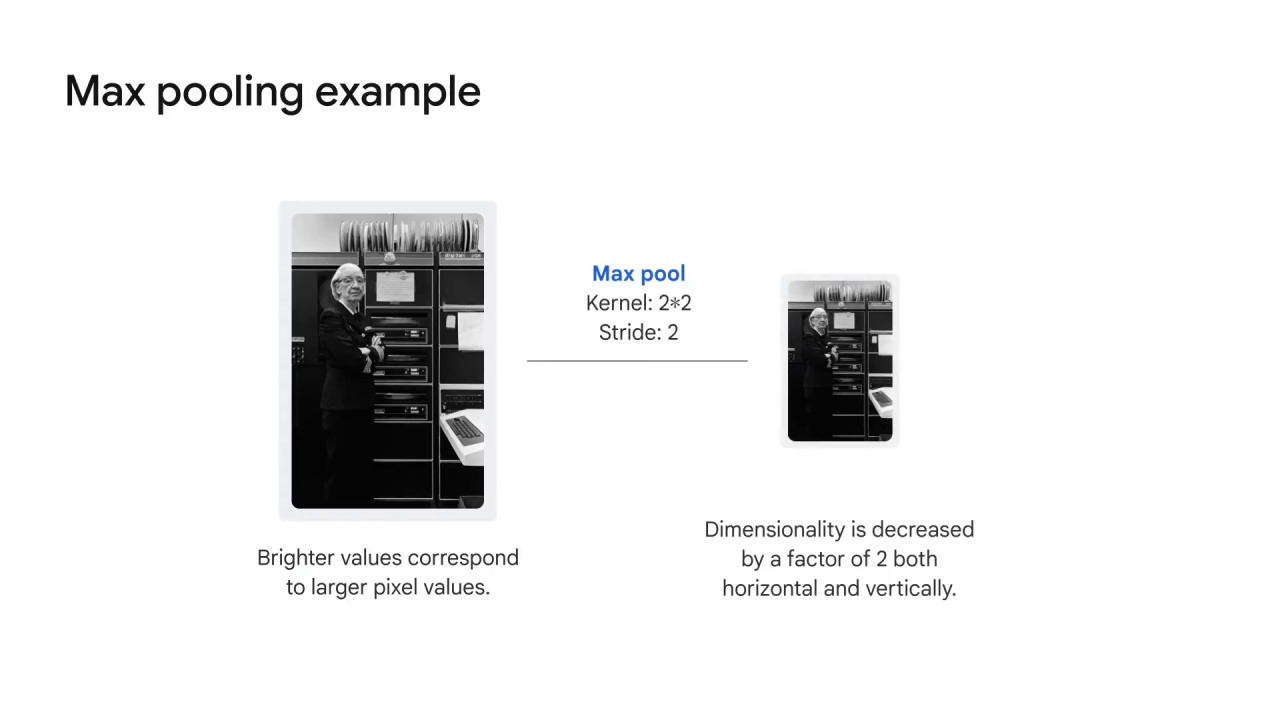 Max pooling example
Max pool
Kernel: 2*2
Stride: 2
Brighter values correspond
to larger pixel values.
Dimensionality is decreased
by a factor of 2 both
horizontal and vertically.